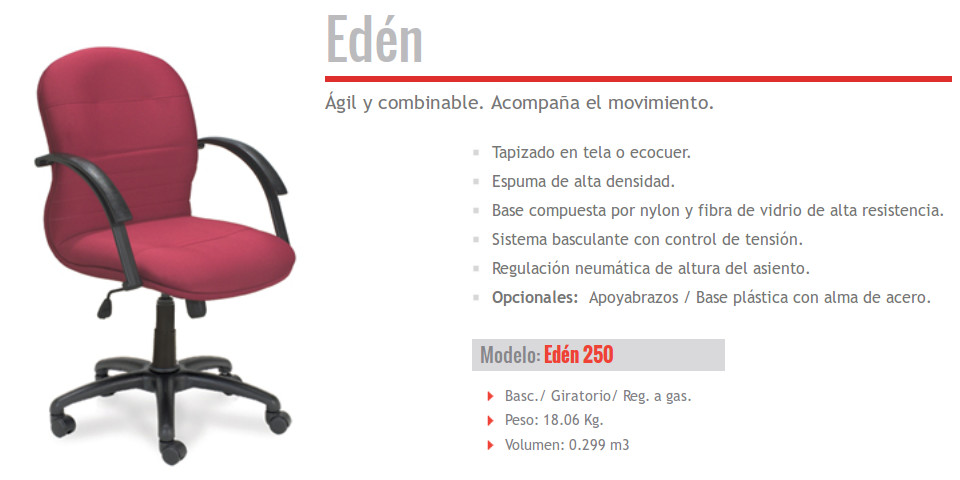 Edén
Ágil y combinable. Acompaña el movimiento.
Tapizado en tela o ecocuer.
Espuma de alta densidad.
Base compuesta por nylon y fibra de vidrio de alta resistencia.
Sistema basculante con control de tensión.
Regulación neumática de altura del asiento.
Opcionales: Apoyabrazos / Base plástica con alma de acero.
Modelo: Edén 250
Basc./ Giratorio/ Reg. a gas.
Peso: 18.06 Kg.
Volumen: 0.299 m3